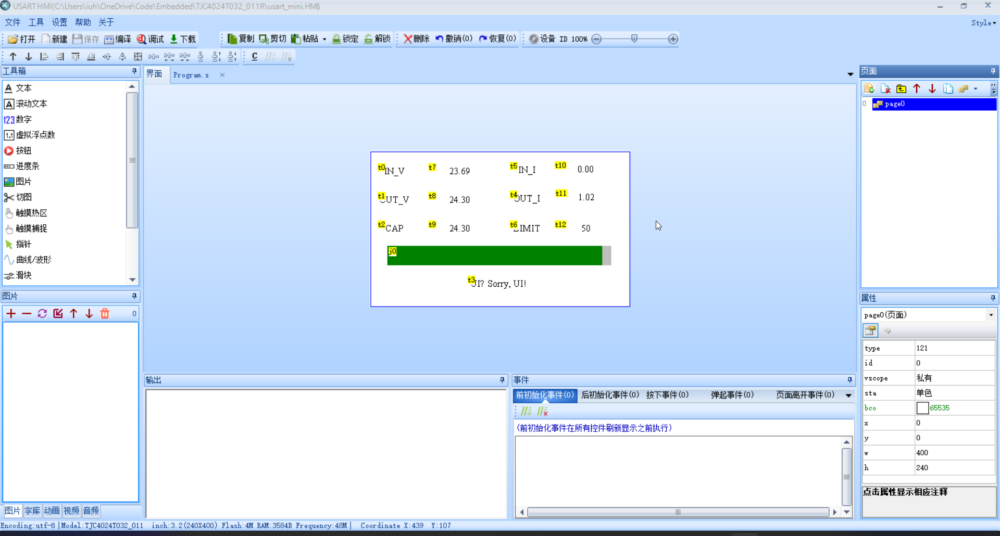 USART HMI(C:\Users\iuh\OneDrive\Code\Embedded\TJC4024T032_011R\usart_mini.HMI)
文件 工具 设置 帮助 关于 Style
打开 新建 保存 编译 调试 下载 复制 剪切 粘贴 锁定 解锁 删除 撤销(0) 恢复(0) 设备 ID 100%
C
工具箱
界面 Program.s
页面
A 文本
A 滚动文本
123 数字
1.1 虚拟浮点数
按钮
进度条
图片
切图
触摸热区
触摸捕捉
指针
曲线/波形
滑块
0 page0
t0 IN_V t7 23.69 t5 IN_I t10 0.00
t1 OUT_V t8 24.30 t4 OUT_I t11 1.02
t2 CAP t9 24.30 t6 LIMIT t12 50
j0
t3 JI? Sorry, UI!
图片
0
图片 字库 动画 视频 音频
输出
事件
前初始化事件(0) 后初始化事件(0) 按下事件(0) 弹起事件(0) 页面离开事件(0)
(前初始化事件在所有控件刷新显示之前执行)
属性
page0(页面)
type 121
id 0
vscope 私有
sta 单色
bco 65535
x 0
y 0
w 400
h 240
点击属性显示相应注释
Encoding:utf-8 |Model:TJC4024T032_011 inch:3.2(240X400) Flash:4M RAM:3584B Frequency:48M| Coordinate X:439 Y:107